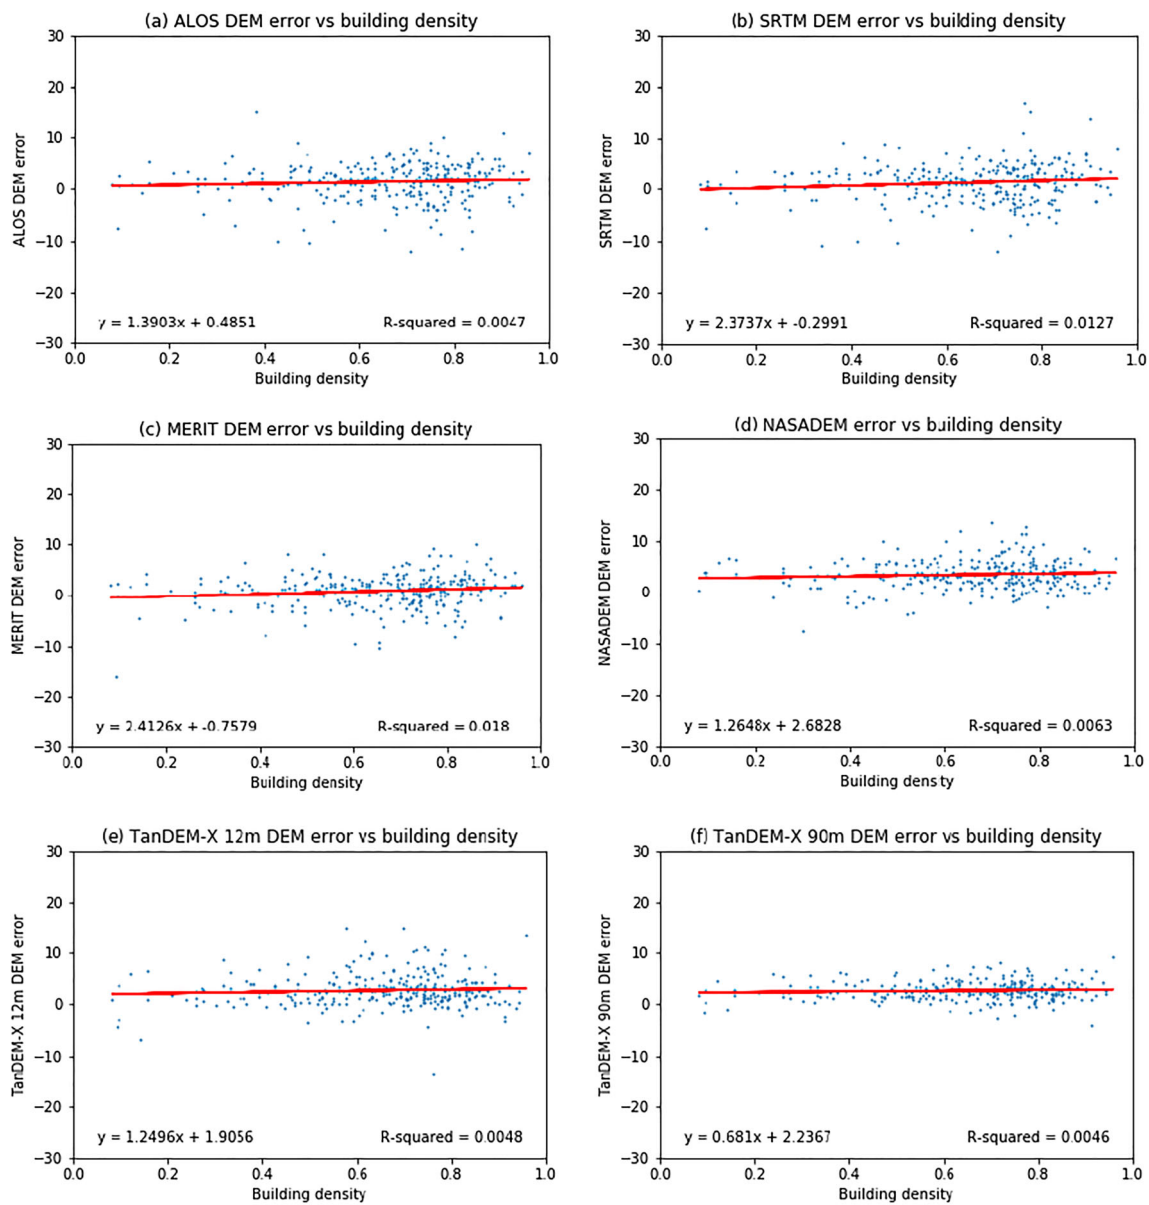 (a) ALOS DEM error vs building density
30
20
10
0
−10
−20
−30
ALOS DEM error
y = 1.3903x + 0.4851
R-squared = 0.0047
0.0 0.2 0.4 0.6 0.8 1.0
Building density
(b) SRTM DEM error vs building density
30
20
10
0
−10
−20
−30
SRTM DEM error
y = 2.3737x + -0.2991
R-squared = 0.0127
0.0 0.2 0.4 0.6 0.8 1.0
Building density
(c) MERIT DEM error vs building density
30
20
10
0
−10
−20
−30
MERIT DEM error
y = 2.4126x + -0.7579
R-squared = 0.018
0.0 0.2 0.4 0.6 0.8 1.0
Building density
(d) NASADEM error vs building density
30
20
10
0
−10
−20
−30
NASADEM DEM error
y = 1.2648x + 2.6828
R-squared = 0.0063
0.0 0.2 0.4 0.6 0.8 1.0
Building density
(e) TanDEM-X 12m DEM error vs building density
30
20
10
0
−10
−20
−30
TanDEM-X 12m DEM error
y = 1.2496x + 1.9056
R-squared = 0.0048
0.0 0.2 0.4 0.6 0.8 1.0
Building density
(f) TanDEM-X 90m DEM error vs building density
30
20
10
0
−10
−20
−30
TanDEM-X 90m DEM error
y = 0.681x + 2.2367
R-squared = 0.0046
0.0 0.2 0.4 0.6 0.8 1.0
Building density